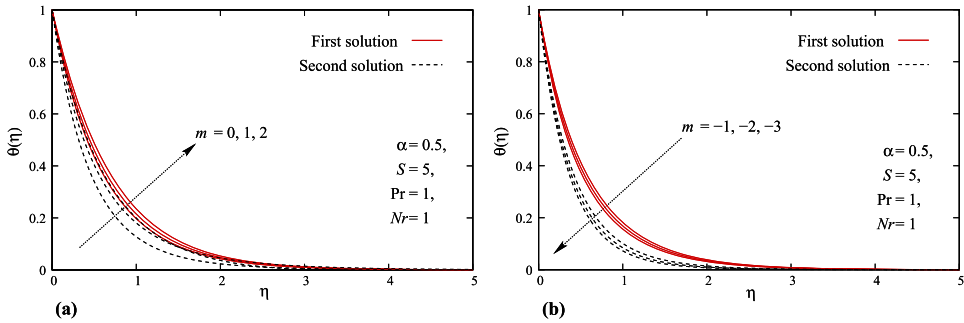 1
0.8
0.6
0.4
0.2
0
θ(η)
First solution
Second solution
m = 0, 1, 2
α = 0.5,
S = 5,
Pr = 1,
Nr = 1
0 1 2 3 4 5
η
(a)
1
0.8
0.6
0.4
0.2
0
θ(η)
First solution
Second solution
m = −1, −2, −3
α = 0.5,
S = 5,
Pr = 1,
Nr = 1
0 1 2 3 4 5
η
(b)